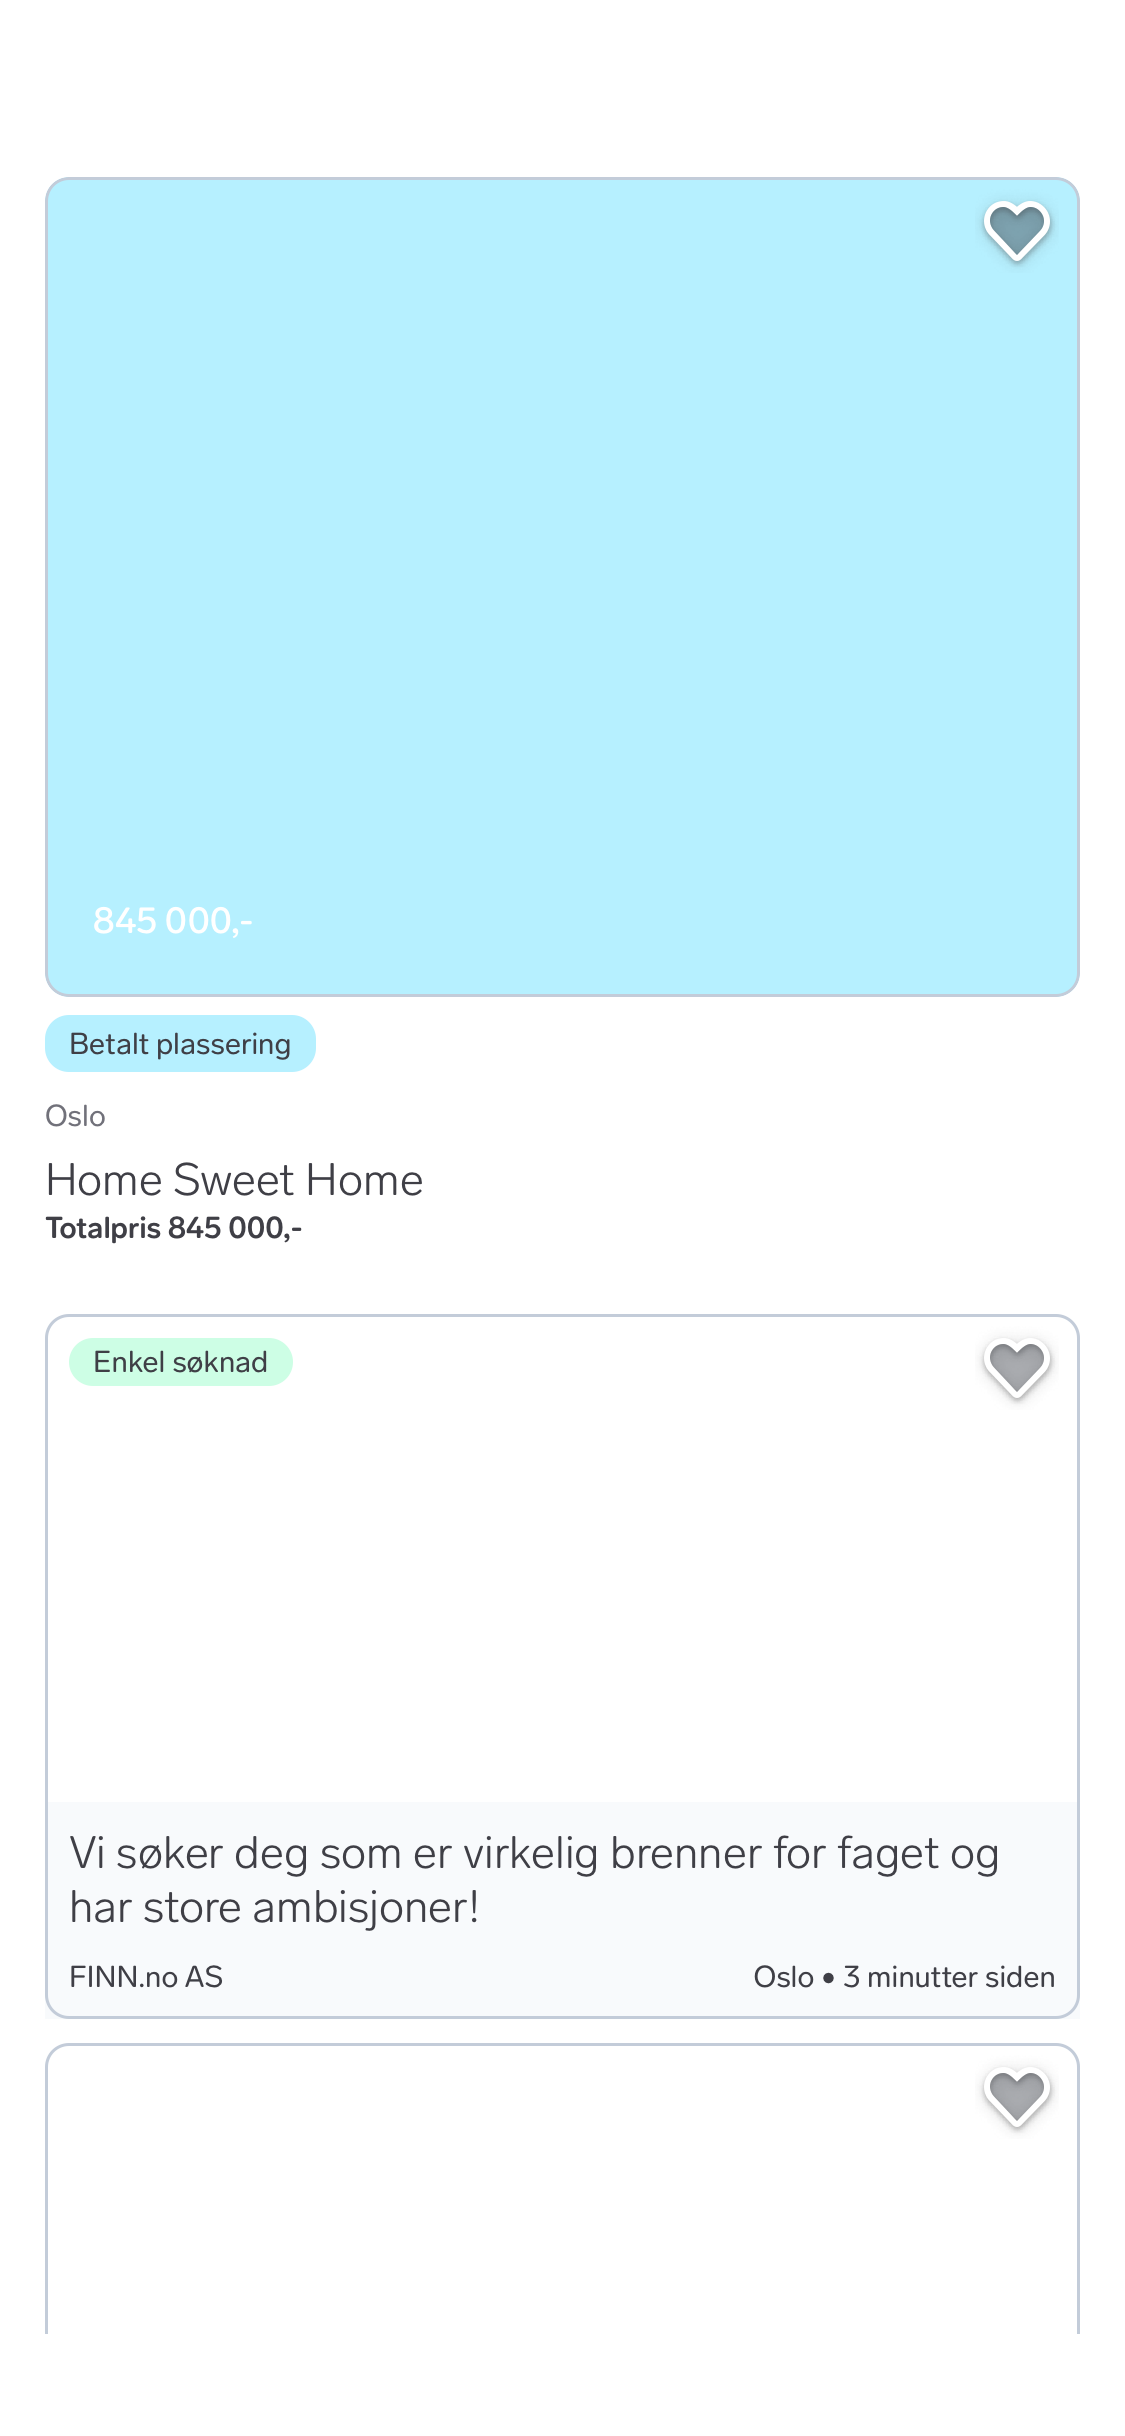 845 000,-
Betalt plassering
Oslo
Home Sweet Home
Totalpris 845 000,-
Enkel søknad
Vi søker deg som er virkelig brenner for faget og
har store ambisjoner!
FINN.no AS
Oslo • 3 minutter siden